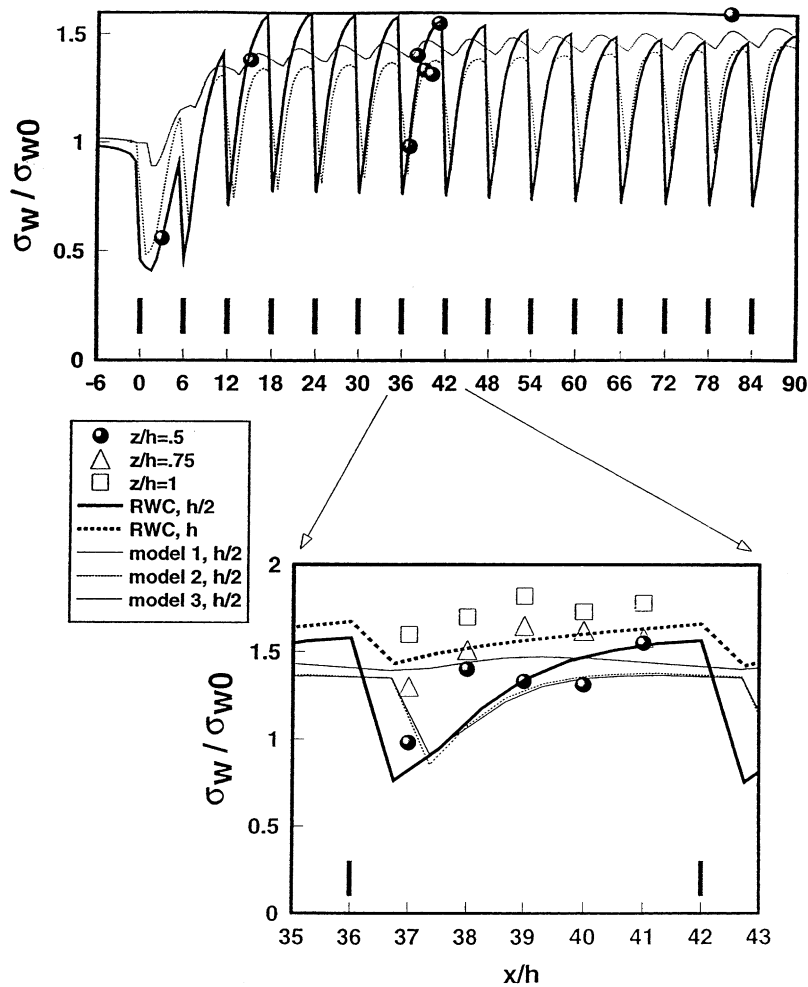 1.5
1
0.5
0
σw / σw0
-6 0 6 12 18 24 30 36 42 48 54 60 66 72 78 84 90
z/h=.5
z/h=.75
z/h=1
RWC, h/2
RWC, h
model 1, h/2
model 2, h/2
model 3, h/2
2
1.5
1
0.5
0
σw / σw0
35 36 37 38 39 40 41 42 43
x/h